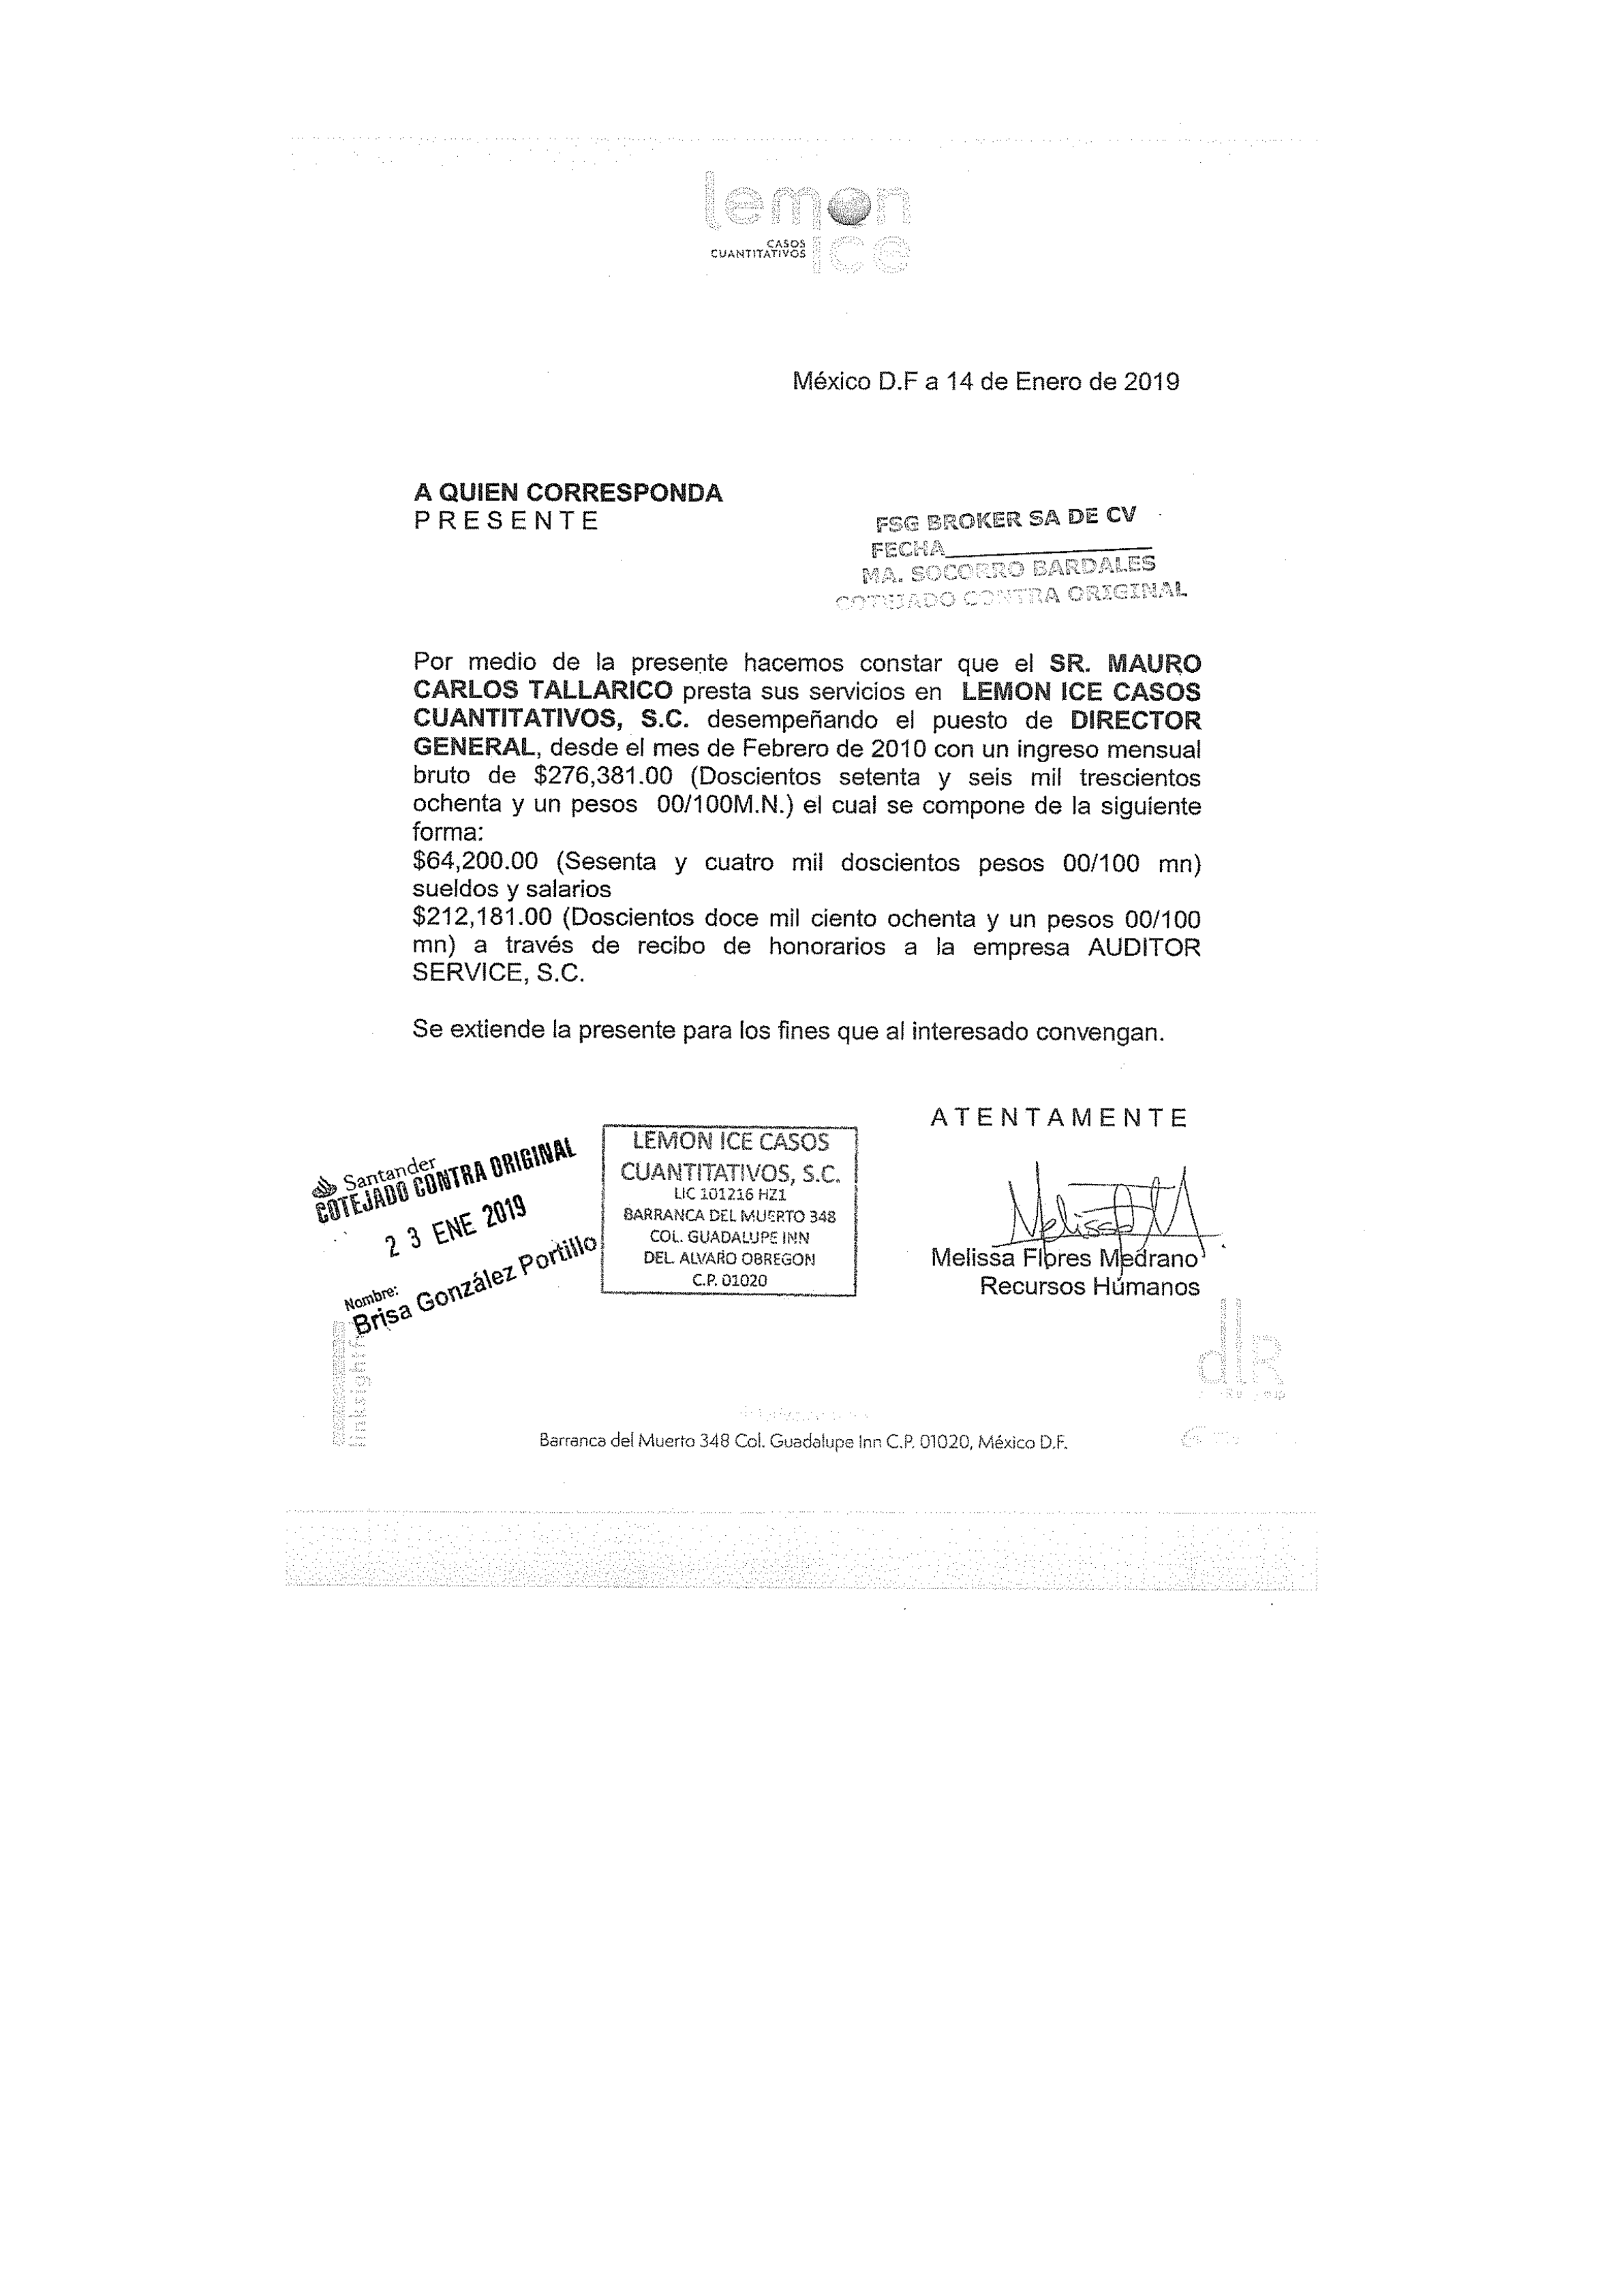 lemon
CASOS
CUANTITATIVOS ice
México D.F a 14 de Enero de 2019
A QUIEN CORRESPONDA
P R E S E N T E
FSG BROKER SA DE CV
FECHA
MA. SOCORRO BARDALES
COTEJADO CONTRA ORIGINAL
Por medio de la presente hacemos constar que el SR. MAURO
CARLOS TALLARICO presta sus servicios en LEMON ICE CASOS
CUANTITATIVOS, S.C. desempeñando el puesto de DIRECTOR
GENERAL, desde el mes de Febrero de 2010 con un ingreso mensual
bruto de $276,381.00 (Doscientos setenta y seis mil trescientos
ochenta y un pesos 00/100M.N.) el cual se compone de la siguiente
forma:
$64,200.00 (Sesenta y cuatro mil doscientos pesos 00/100 mn)
sueldos y salarios
$212,181.00 (Doscientos doce mil ciento ochenta y un pesos 00/100
mn) a través de recibo de honorarios a la empresa AUDITOR
SERVICE, S.C.
Se extiende la presente para los fines que al interesado convengan.
A T E N T A M E N T E
Santander
COTEJADO CONTRA ORIGINAL
2 3 ENE 2019
Nombre:
Brisa González Portillo
LEMON ICE CASOS
CUANTITATIVOS, S.C.
LIC 101216 HZ1
BARRANCA DEL MUERTO 348
COL. GUADALUPE INN
DEL. ALVARO OBREGON
C.P. 01020
Melissa Flores Medrano
Recursos Húmanos
dlR
Barranca del Muerto 348 Col. Guadalupe Inn C.P. 01020, México D.F.